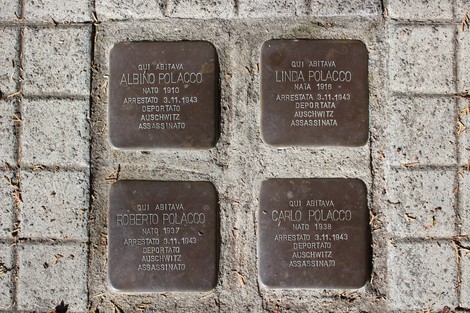 QUI ABITAVA
ALBINO POLACCO
NATO 1910
ARRESTATO 3.11.1943
DEPORTATO
AUSCHWITZ
ASSASSINATO
QUI ABITAVA
LINDA POLACCO
NATA 1916
ARRESTATA 3.11.1943
DEPORTATA
AUSCHWITZ
ASSASSINATA
QUI ABITAVA
ROBERTO POLACCO
NATO 1937
ARRESTATO 3.11.1943
DEPORTATO
AUSCHWITZ
ASSASSINATO
QUI ABITAVA
CARLO POLACCO
NATO 1938
ARRESTATO 3.11.1943
DEPORTATO
AUSCHWITZ
ASSASSINATO